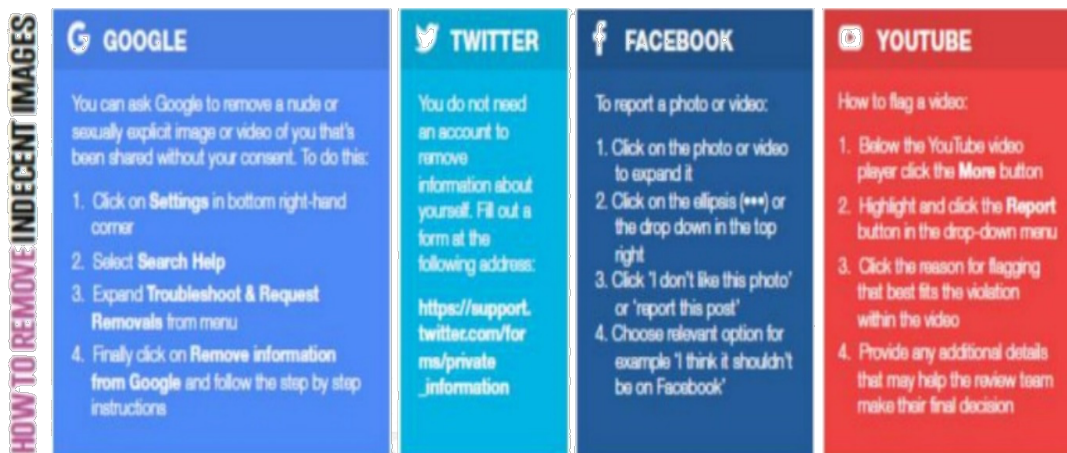 HOW TO REMOVE INDECENT IMAGES
GOOGLE
You can ask Google to remove a nude or
sexually explicit image or video of you that's
been shared without your consent. To do this:
1. Click on Settings in bottom right-hand
corner
2. Select Search Help
3. Expand Troubleshoot & Request
Removals from menu
4. Finally click on Remove information
from Google and follow the step by step
instructions
TWITTER
You do not need
an account to
remove
information about
yourself. Fill out a
form at the
following address:
https://support.
twitter.com/for
ms/private
_information
FACEBOOK
To report a photo or video:
1. Click on the photo or video
to expand it
2. Click on the ellipsis (•••) or
the drop down in the top
right
3. Click 'I don't like this photo'
or 'report this post'
4. Choose relevant option for
example 'I think it shouldn't
be on Facebook'
YOUTUBE
How to flag a video:
1. Below the YouTube video
player click the More button
2. Highlight and click the Report
button in the drop-down menu
3. Click the reason for flagging
that best fits the violation
within the video
4. Provide any additional details
that may help the review team
make their final decision